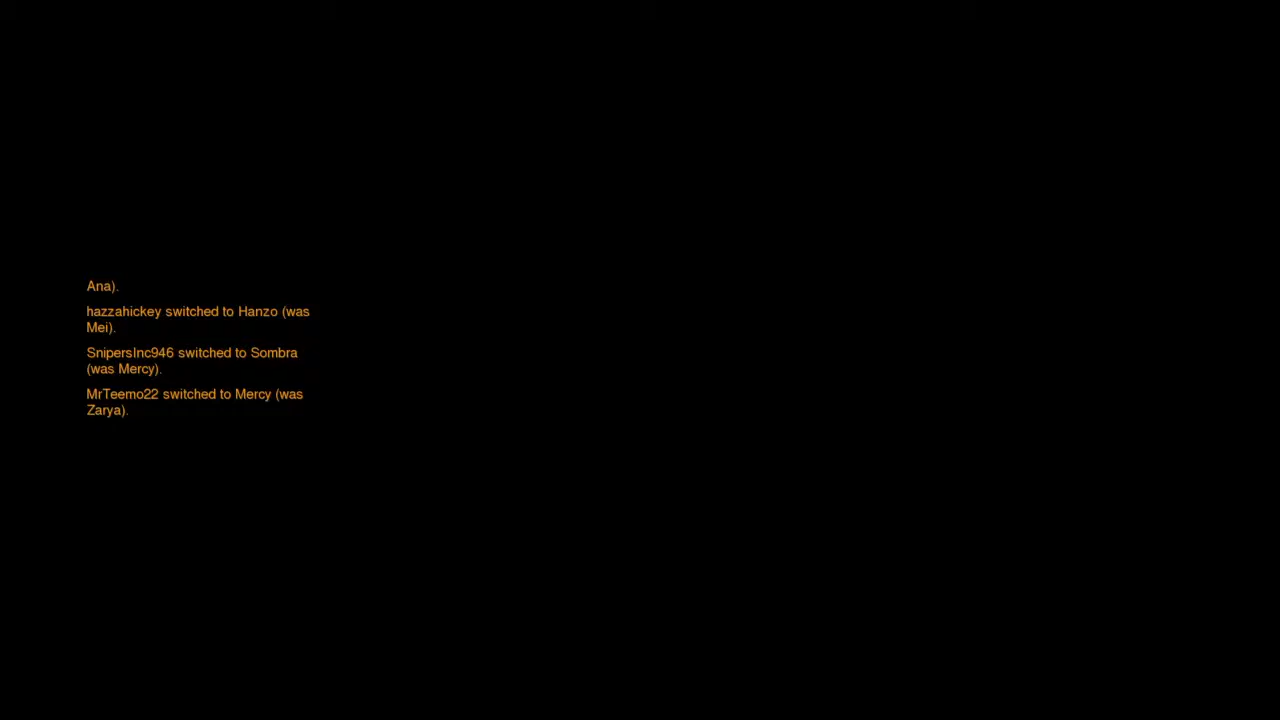 Ana).
hazzahickey switched to Hanzo (was
Mei).
SnipersInc946 switched to Sombra
(was Mercy).
MrTeemo22 switched to Mercy (was
Zarya).